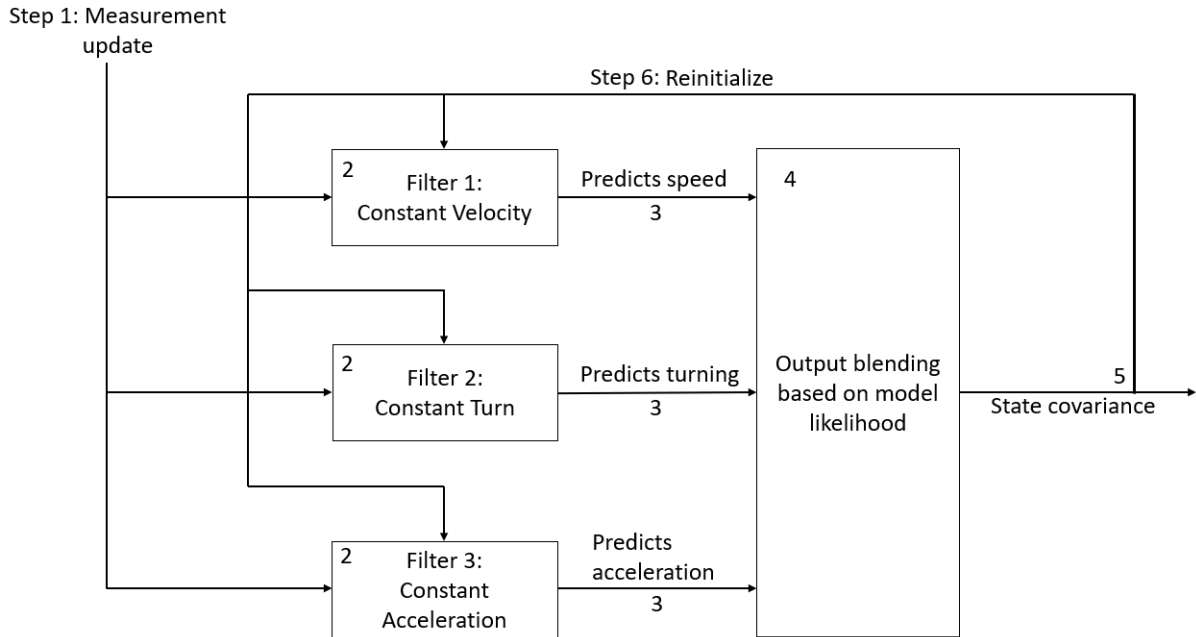 Step 1: Measurement
update
Step 6: Reinitialize
2
Filter 1:
Constant Velocity
Predicts speed
3
4
2
Filter 2:
Constant Turn
Predicts turning
3
Output blending
based on model
likelihood
5
State covariance
2
Filter 3:
Constant
Acceleration
Predicts
acceleration
3